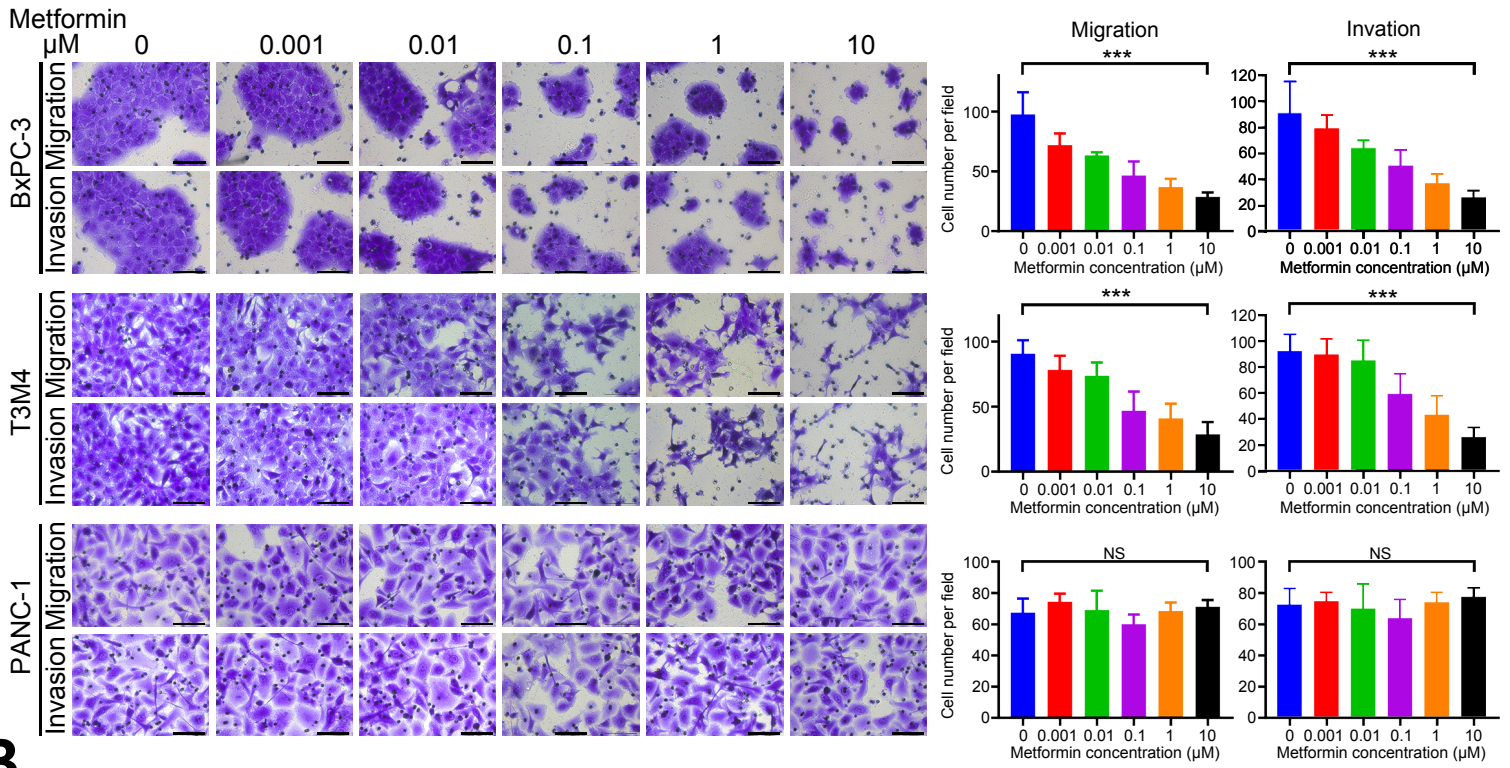 Metformin
µM 0 0.001 0.01 0.1 1 10
BxPC-3
Migration
Invasion
T3M4
Migration
Invasion
PANC-1
Migration
Invasion
Migration
***
Cell number per field
100
50
0
0 0.001 0.01 0.1 1 10
Metformin concentration (µM)
Invation
***
120
100
80
60
40
20
0
0 0.001 0.01 0.1 1 10
Metformin concentration (µM)
***
Cell number per field
100
50
0
0 0.001 0.01 0.1 1 10
Metformin concentration (µM)
***
120
100
80
60
40
20
0
0 0.001 0.01 0.1 1 10
Metformin concentration (µM)
NS
Cell number per field
100
80
60
40
20
0
0 0.001 0.01 0.1 1 10
Metformin concentration (µM)
NS
100
80
60
40
20
0
0 0.001 0.01 0.1 1 10
Metformin concentration (µM)